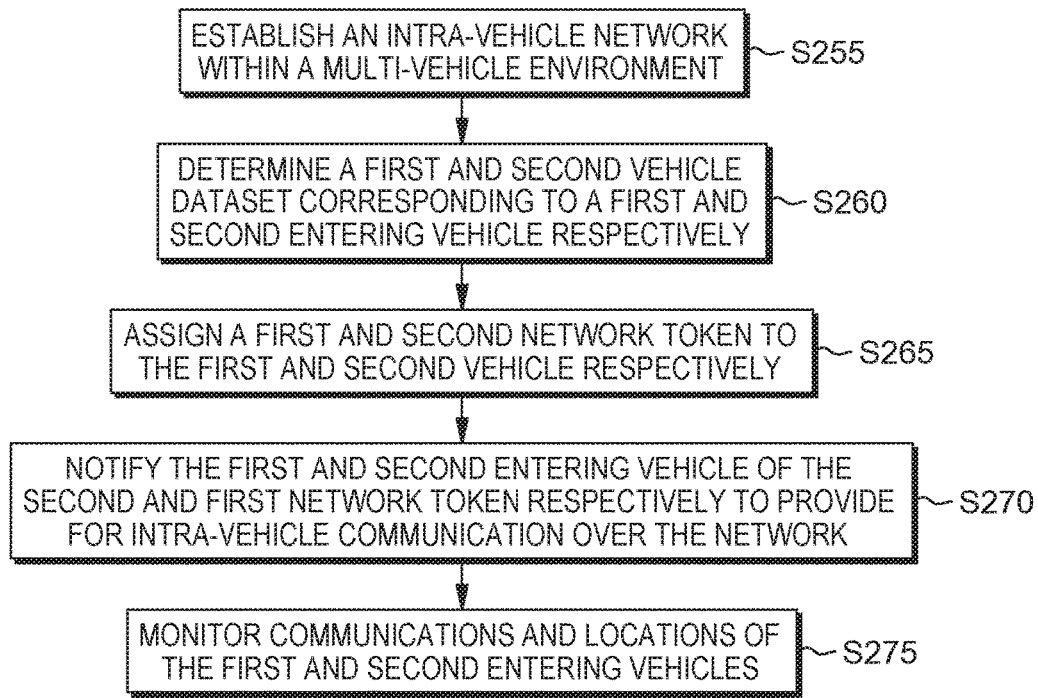 ESTABLISH AN INTRA-VEHICLE NETWORK
WITHIN A MULTI-VEHICLE ENVIRONMENT
S255
DETERMINE A FIRST AND SECOND VEHICLE
DATASET CORRESPONDING TO A FIRST AND
SECOND ENTERING VEHICLE RESPECTIVELY
S260
ASSIGN A FIRST AND SECOND NETWORK TOKEN TO
THE FIRST AND SECOND VEHICLE RESPECTIVELY
S265
NOTIFY THE FIRST AND SECOND ENTERING VEHICLE OF THE
SECOND AND FIRST NETWORK TOKEN RESPECTIVELY TO PROVIDE
FOR INTRA-VEHICLE COMMUNICATION OVER THE NETWORK
S270
MONITOR COMMUNICATIONS AND LOCATIONS OF
THE FIRST AND SECOND ENTERING VEHICLES
S275